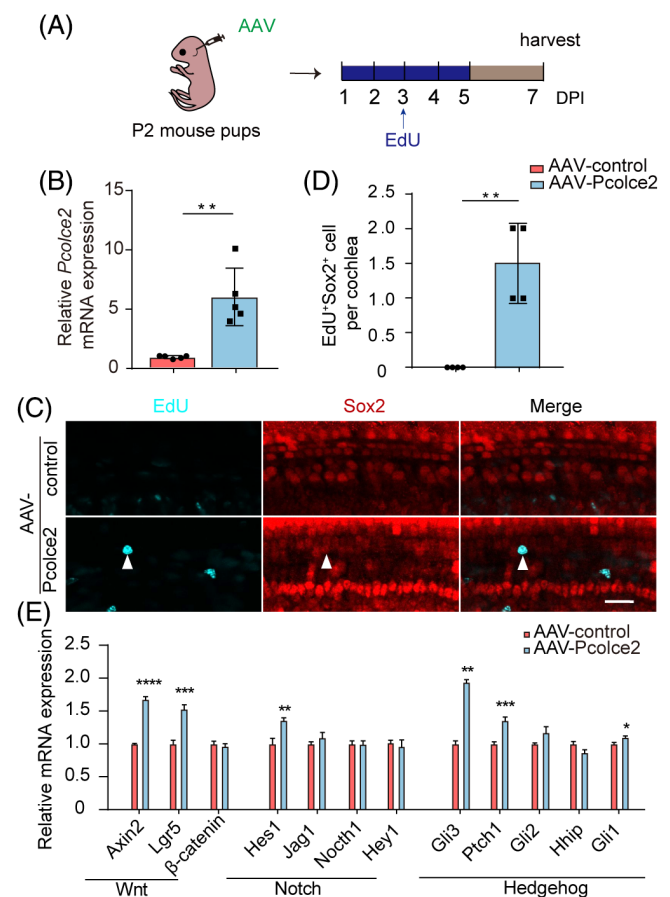 (A)
AAV
P2 mouse pups
harvest
1 2 3 4 5 7 DPI
EdU
(B)
Relative Pcolce2
mRNA expression
15
10
5
0
**
(D)
AAV-control
AAV-Pcolce2
EdU+Sox2+ cell
per cochlea
2.5
2.0
1.5
1.0
0.5
0
**
(C)
EdU Sox2 Merge
AAV-
control
Pcolce2
(E)
Relative mRNA expression
2.5
2.0
1.5
1.0
0.5
0.0
AAV-control
AAV-Pcolce2
**** *** ** ** *** *
Axin2 Lgr5 β-catenin Hes1 Jag1 Nocth1 Hey1 Gli3 Ptch1 Gli2 Hhip Gli1
Wnt Notch Hedgehog